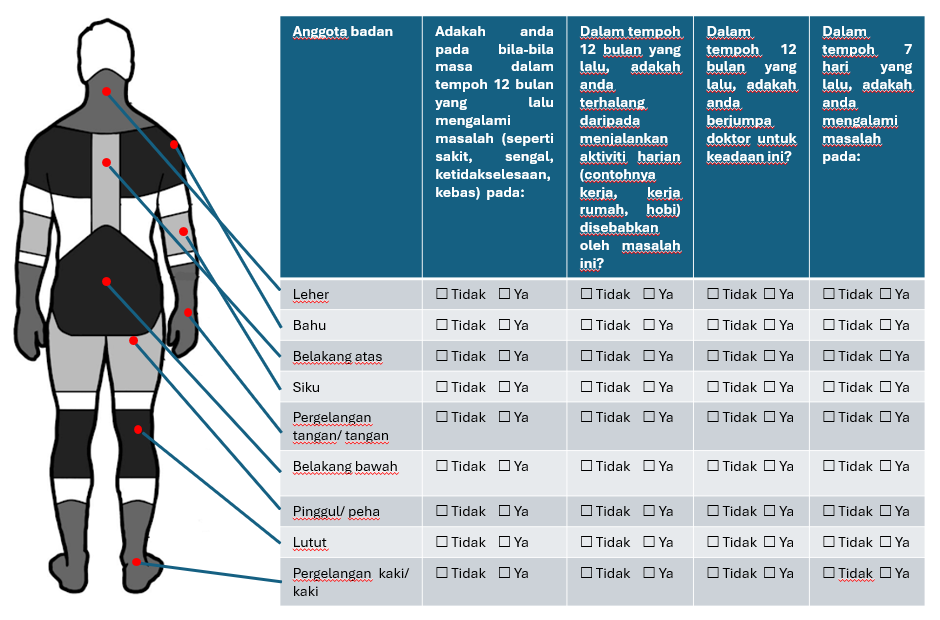 Anggota badan
Adakah anda
pada bila-bila
masa dalam
tempoh 12 bulan
yang lalu
mengalami
masalah (seperti
sakit, sengal,
ketidakselesaan,
kebas) pada:
Dalam tempoh
12 bulan yang
lalu, adakah
anda
terhalang
daripada
menjalankan
aktiviti harian
(contohnya
kerja, kerja
rumah, hobi)
disebabkan
oleh masalah
ini?
Dalam
tempoh 12
bulan yang
lalu, adakah
anda
berjumpa
doktor untuk
keadaan ini?
Dalam
tempoh 7
hari yang
lalu, adakah
anda
mengalami
masalah
pada:
Leher ☐ Tidak ☐ Ya ☐ Tidak ☐ Ya ☐ Tidak ☐ Ya ☐ Tidak ☐ Ya
Bahu ☐ Tidak ☐ Ya ☐ Tidak ☐ Ya ☐ Tidak ☐ Ya ☐ Tidak ☐ Ya
Belakang atas ☐ Tidak ☐ Ya ☐ Tidak ☐ Ya ☐ Tidak ☐ Ya ☐ Tidak ☐ Ya
Siku ☐ Tidak ☐ Ya ☐ Tidak ☐ Ya ☐ Tidak ☐ Ya ☐ Tidak ☐ Ya
Pergelangan ☐ Tidak ☐ Ya ☐ Tidak ☐ Ya ☐ Tidak ☐ Ya ☐ Tidak ☐ Ya
tangan/ tangan
Belakang bawah ☐ Tidak ☐ Ya ☐ Tidak ☐ Ya ☐ Tidak ☐ Ya ☐ Tidak ☐ Ya
Pinggul/ peha ☐ Tidak ☐ Ya ☐ Tidak ☐ Ya ☐ Tidak ☐ Ya ☐ Tidak ☐ Ya
Lutut ☐ Tidak ☐ Ya ☐ Tidak ☐ Ya ☐ Tidak ☐ Ya ☐ Tidak ☐ Ya
Pergelangan kaki/ ☐ Tidak ☐ Ya ☐ Tidak ☐ Ya ☐ Tidak ☐ Ya ☐ Tidak ☐ Ya
kaki